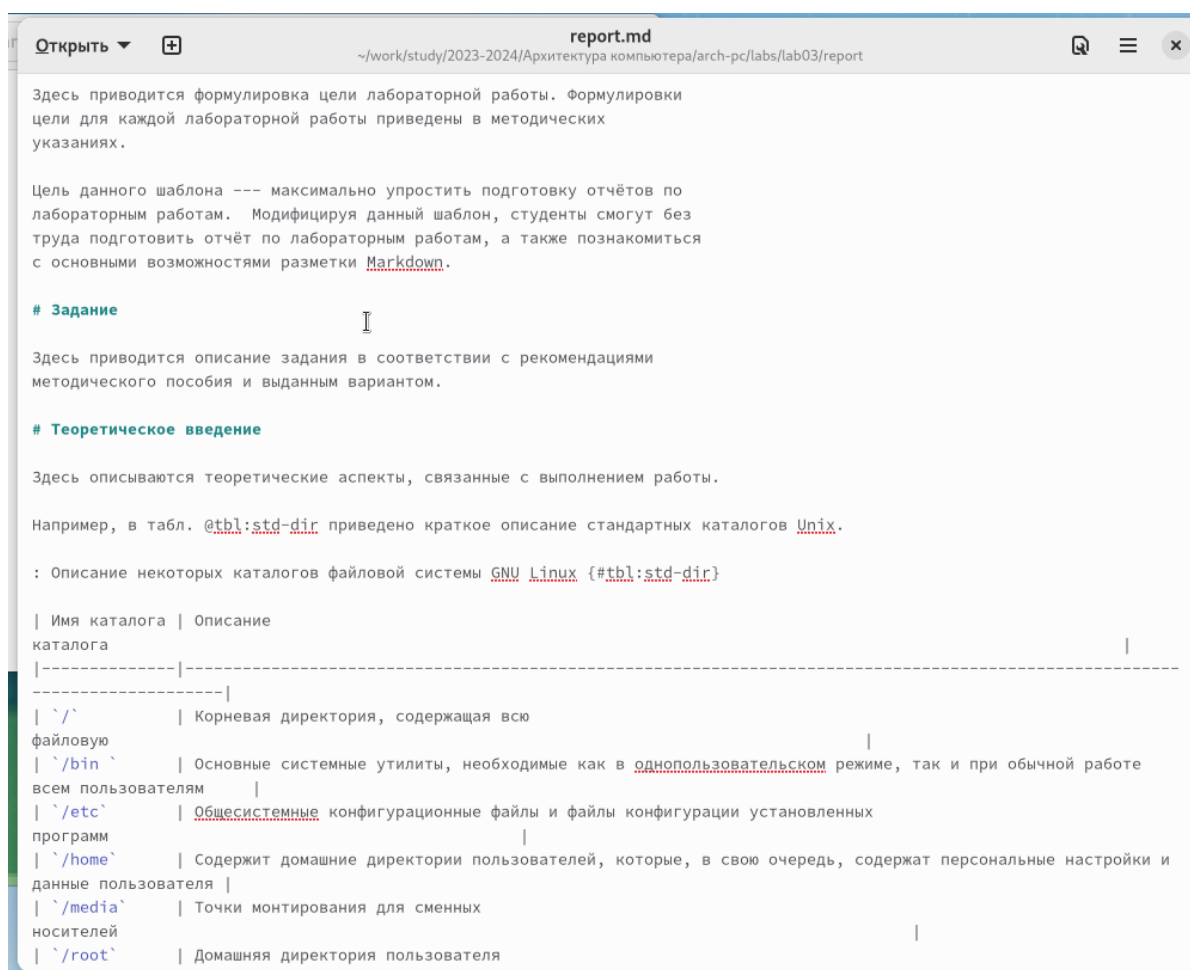 Открыть
report.md
~/work/study/2023-2024/Архитектура компьютера/arch-pc/labs/lab03/report
Здесь приводится формулировка цели лабораторной работы. Формулировки
цели для каждой лабораторной работы приведены в методических
указаниях.
Цель данного шаблона --- максимально упростить подготовку отчётов по
лабораторным работам.  Модифицируя данный шаблон, студенты смогут без
труда подготовить отчёт по лабораторным работам, а также познакомиться
с основными возможностями разметки Markdown.
# Задание
Здесь приводится описание задания в соответствии с рекомендациями
методического пособия и выданным вариантом.
# Теоретическое введение
Здесь описываются теоретические аспекты, связанные с выполнением работы.
Например, в табл. @tbl:std-dir приведено краткое описание стандартных каталогов Unix.
: Описание некоторых каталогов файловой системы GNU Linux {#tbl:std-dir}
| Имя каталога | Описание
каталога |
|--------------|--------------------------------------------------------------------------------------------------------
--------------------|
| `/` | Корневая директория, содержащая всю
файловую |
| `/bin ` | Основные системные утилиты, необходимые как в однопользовательском режиме, так и при обычной работе
всем пользователям |
| `/etc` | Общесистемные конфигурационные файлы и файлы конфигурации установленных
программ |
| `/home` | Содержит домашние директории пользователей, которые, в свою очередь, содержат персональные настройки и
данные пользователя |
| `/media` | Точки монтирования для сменных
носителей |
| `/root` | Домашняя директория пользователя